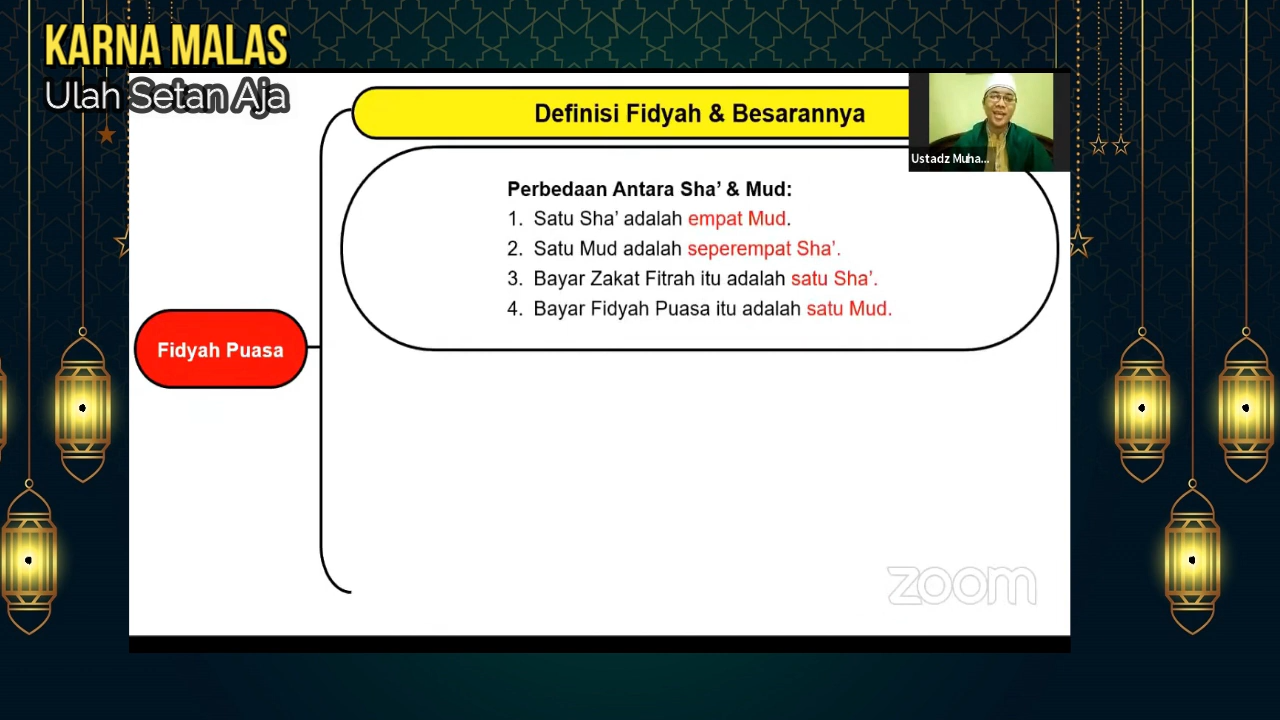 KARNA MALAS
Ulah Setan Aja
Definisi Fidyah & Besarannya
Ustadz Muha...
Perbedaan Antara Sha’ & Mud:
1. Satu Sha’ adalah empat Mud.
2. Satu Mud adalah seperempat Sha’.
3. Bayar Zakat Fitrah itu adalah satu Sha’.
4. Bayar Fidyah Puasa itu adalah satu Mud.
Fidyah Puasa
zoom